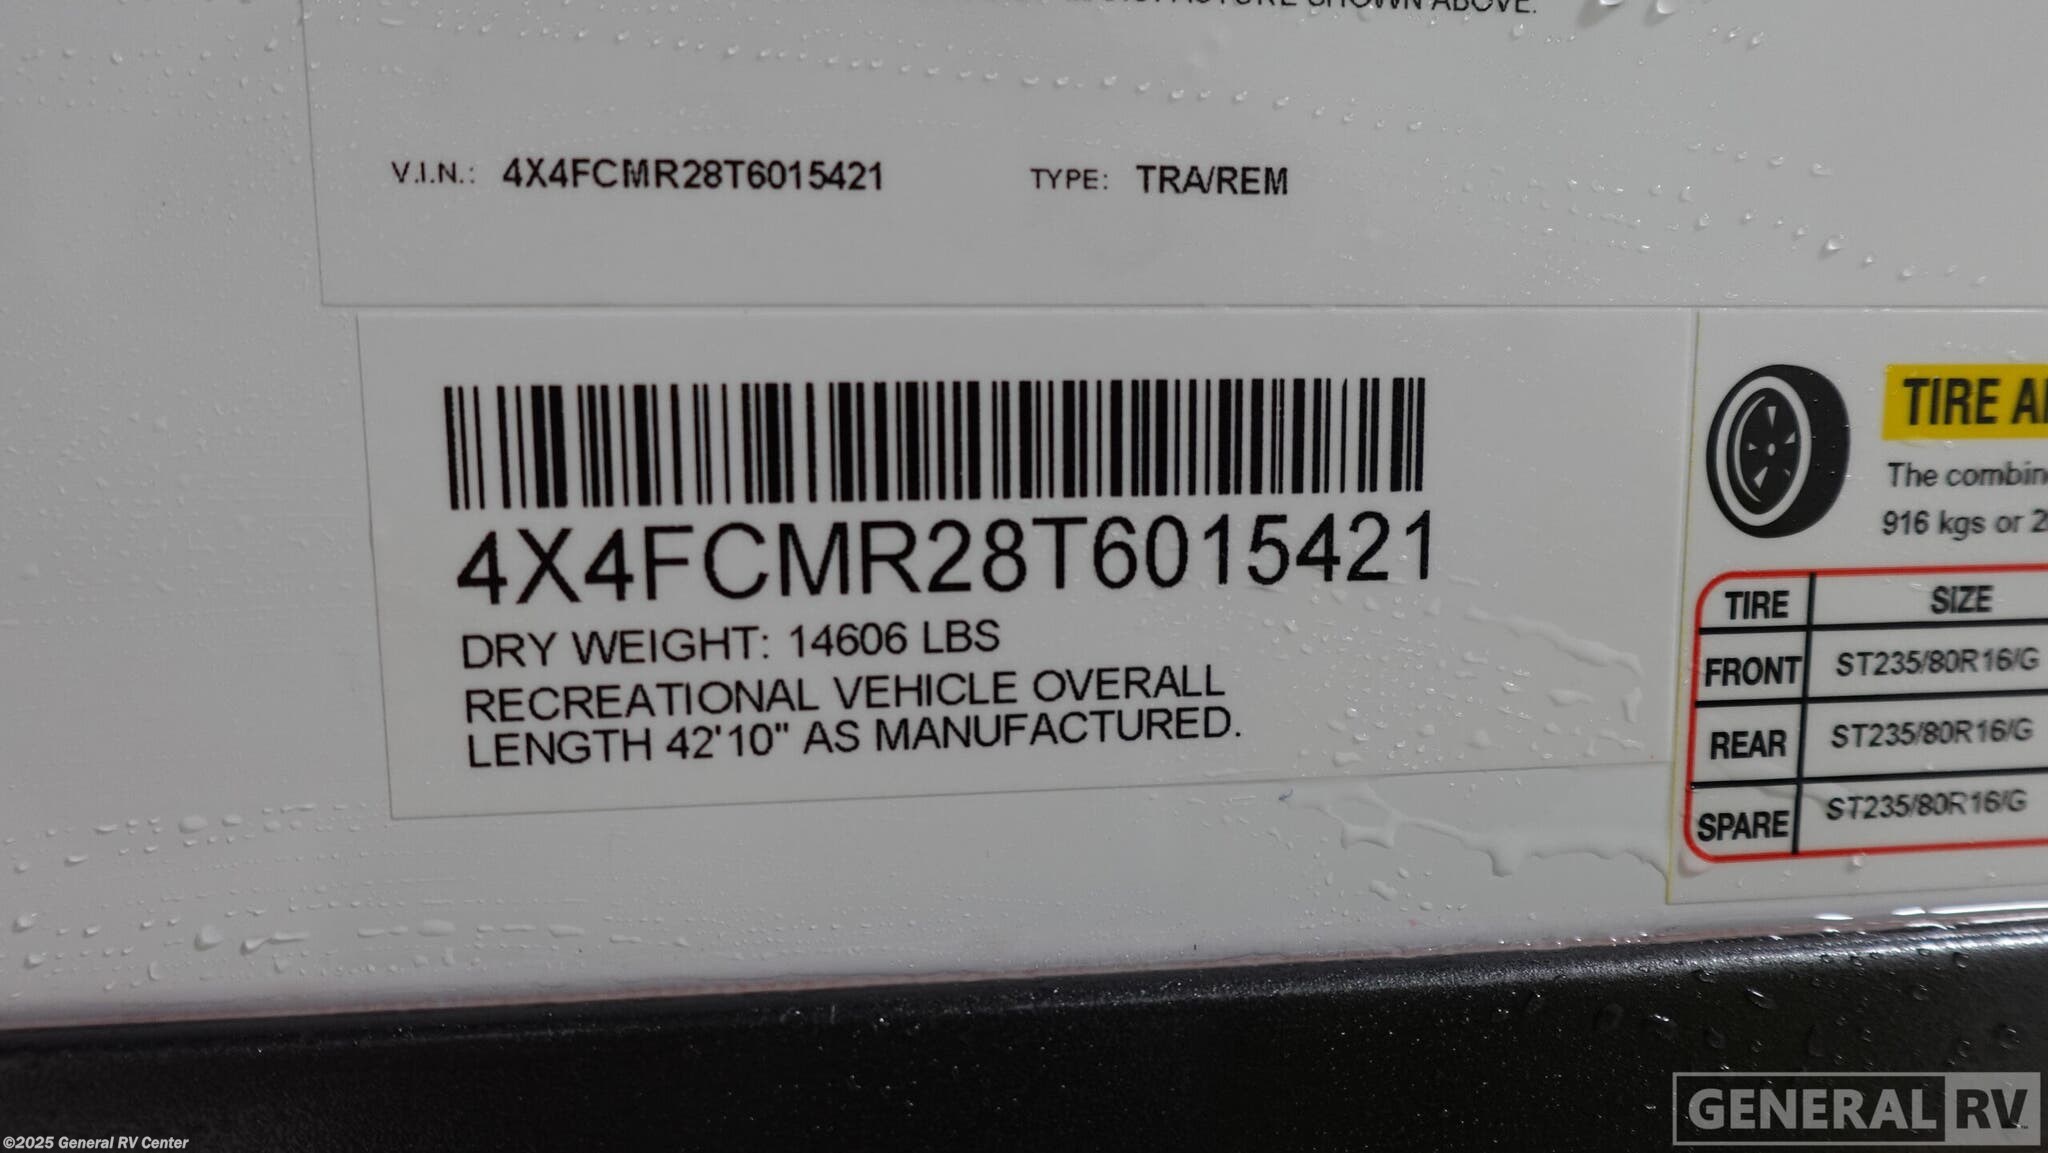 SHOWN ABOVE.
V.I.N.: 4X4FCMR28T6015421 TYPE: TRA/REM
4X4FCMR28T6015421
DRY WEIGHT: 14606 LBS
RECREATIONAL VEHICLE OVERALL
LENGTH 42'10" AS MANUFACTURED.
TIRE
The
916 kgs or
TIRE SIZE
FRONT ST235/80R16/G
REAR ST235/80R16/G
SPARE ST235/80R16/G
GENERAL RV
©2025 General RV Center